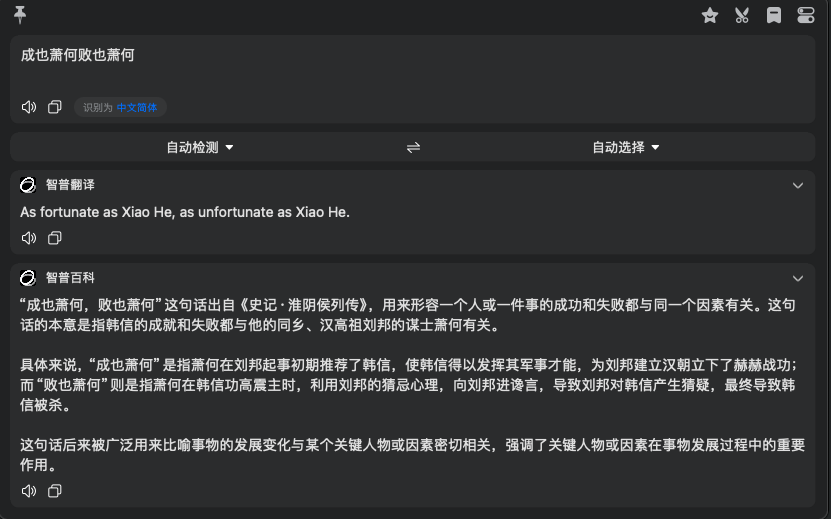 成也萧何败也萧何
识别为 中文简体
自动检测
自动选择
智普翻译
As fortunate as Xiao He, as unfortunate as Xiao He.
智普百科
“成也萧何，败也萧何”这句话出自《史记·淮阴侯列传》，用来形容一个人或一件事的成功和失败都与同一个因素有关。这句
话的本意是指韩信的成就和失败都与他的同乡、汉高祖刘邦的谋士萧何有关。
具体来说，“成也萧何”是指萧何在刘邦起事初期推荐了韩信，使韩信得以发挥其军事才能，为刘邦建立汉朝立下了赫赫战功；
而“败也萧何”则是指萧何在韩信功高震主时，利用刘邦的猜忌心理，向刘邦进谗言，导致刘邦对韩信产生猜疑，最终导致韩
信被杀。
这句话后来被广泛用来比喻事物的发展变化与某个关键人物或因素密切相关，强调了关键人物或因素在事物发展过程中的重要
作用。